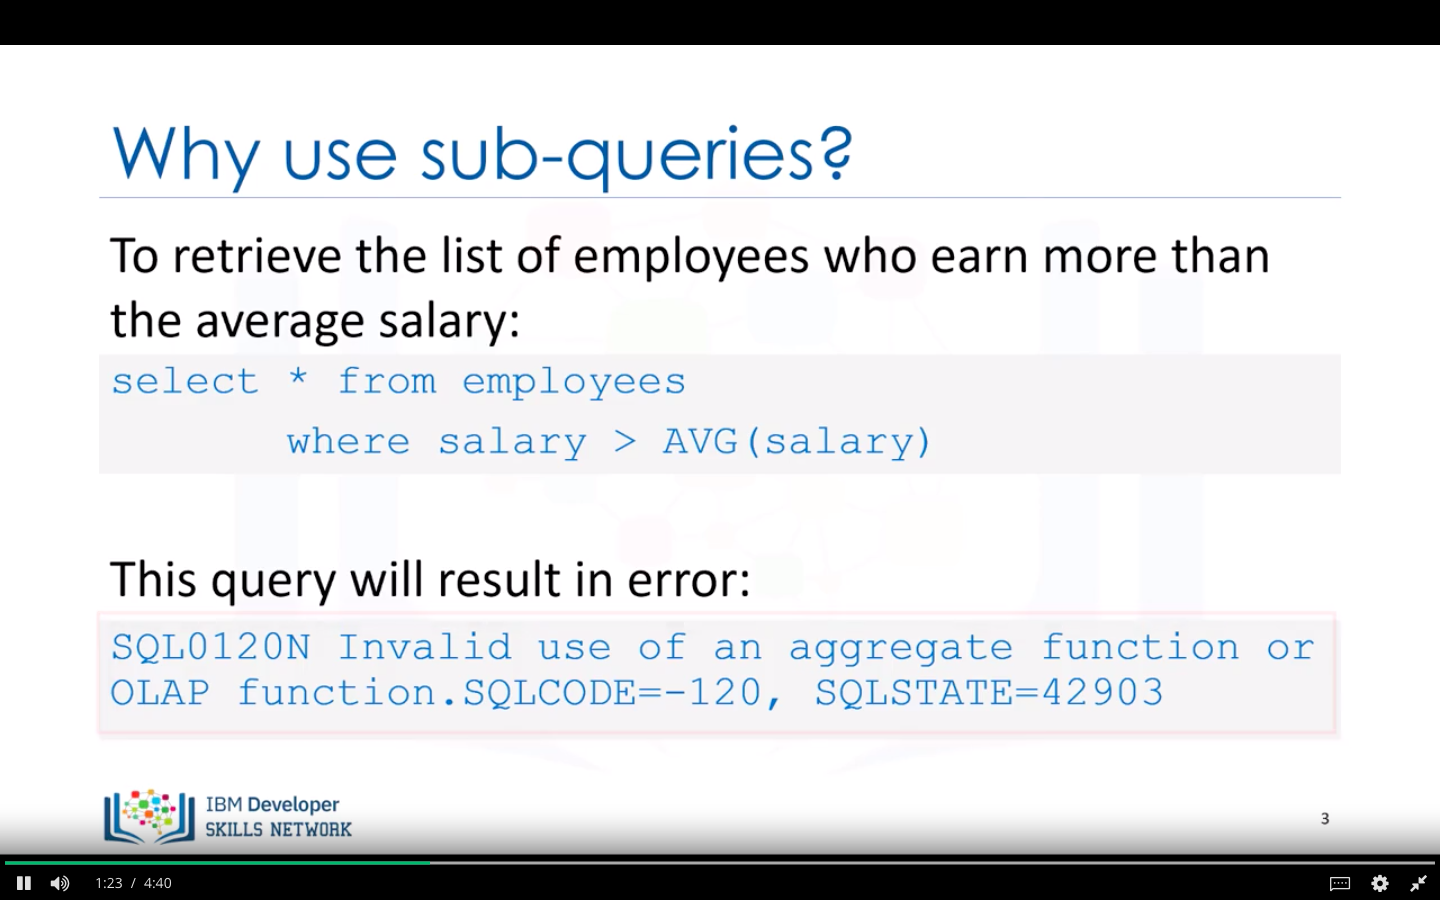 Why use sub-queries?
To retrieve the list of employees who earn more than
the average salary:
select * from employees
where salary > AVG(salary)
This query will result in error:
SQL0120N Invalid use of an aggregate function or
OLAP function.SQLCODE=-120, SQLSTATE=42903
IBM Developer
SKILLS NETWORK
3
1:23 / 4:40